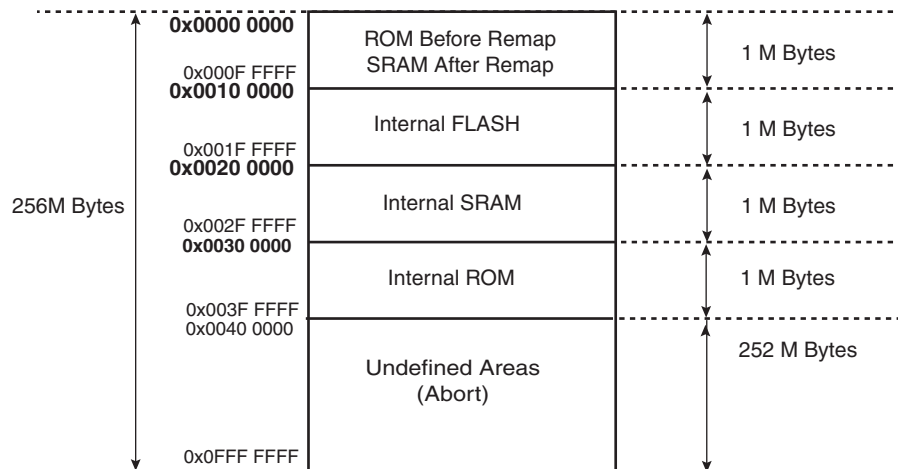 0x0000 0000
ROM Before Remap
SRAM After Remap
1 M Bytes
0x000F FFFF
0x0010 0000
Internal FLASH
1 M Bytes
0x001F FFFF
0x0020 0000
256M Bytes
Internal SRAM
1 M Bytes
0x002F FFFF
0x0030 0000
Internal ROM
1 M Bytes
0x003F FFFF
0x0040 0000
252 M Bytes
Undefined Areas
(Abort)
0x0FFF FFFF